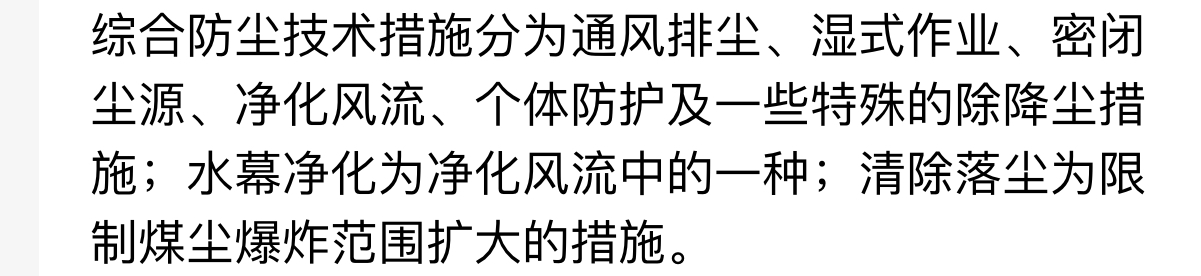 综合防尘技术措施分为通风排尘、湿式作业、密闭
尘源、净化风流、个体防护及一些特殊的除降尘措
施；水幕净化为净化风流中的一种；清除落尘为限
制煤尘爆炸范围扩大的措施。